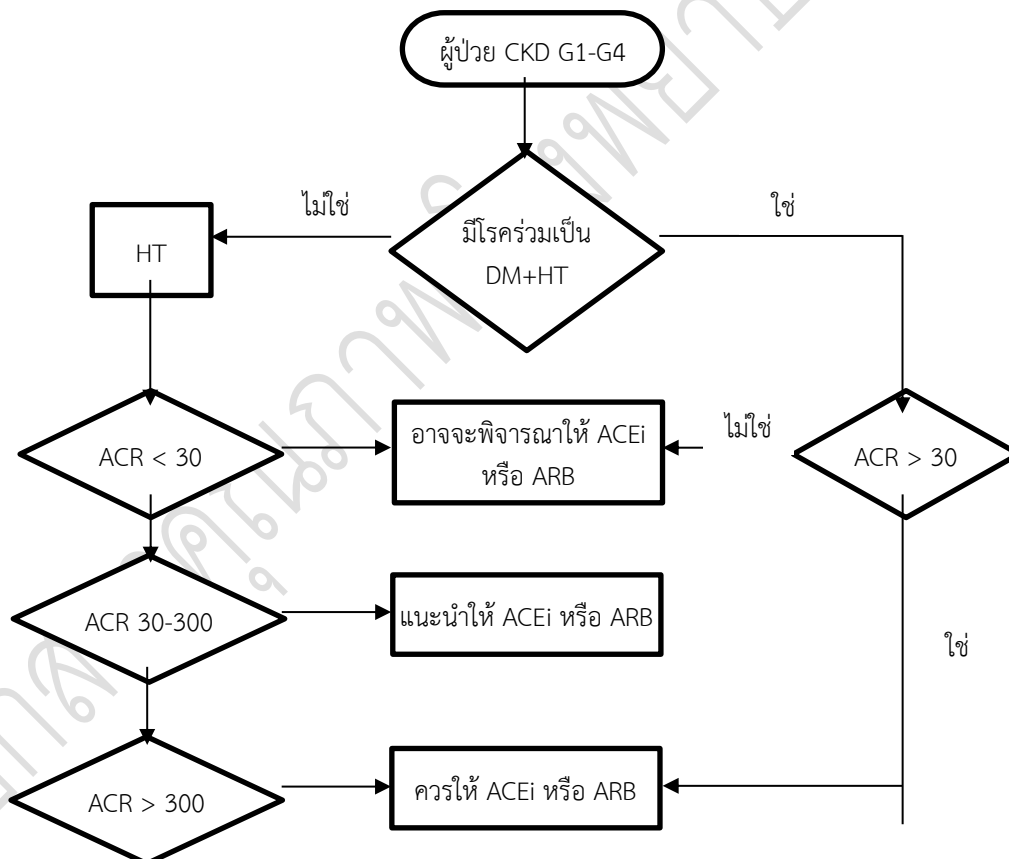 ผู้ป่วย CKD G1-G4
ไม่ใช่
ใช่
HT
มีโรคร่วมเป็น
DM+HT
ACR < 30
อาจจะพิจารณาให้ ACEi
หรือ ARB
ไม่ใช่
ACR > 30
ACR 30-300
แนะนำให้ ACEi หรือ ARB
ใช่
ACR > 300
ควรให้ ACEi หรือ ARB